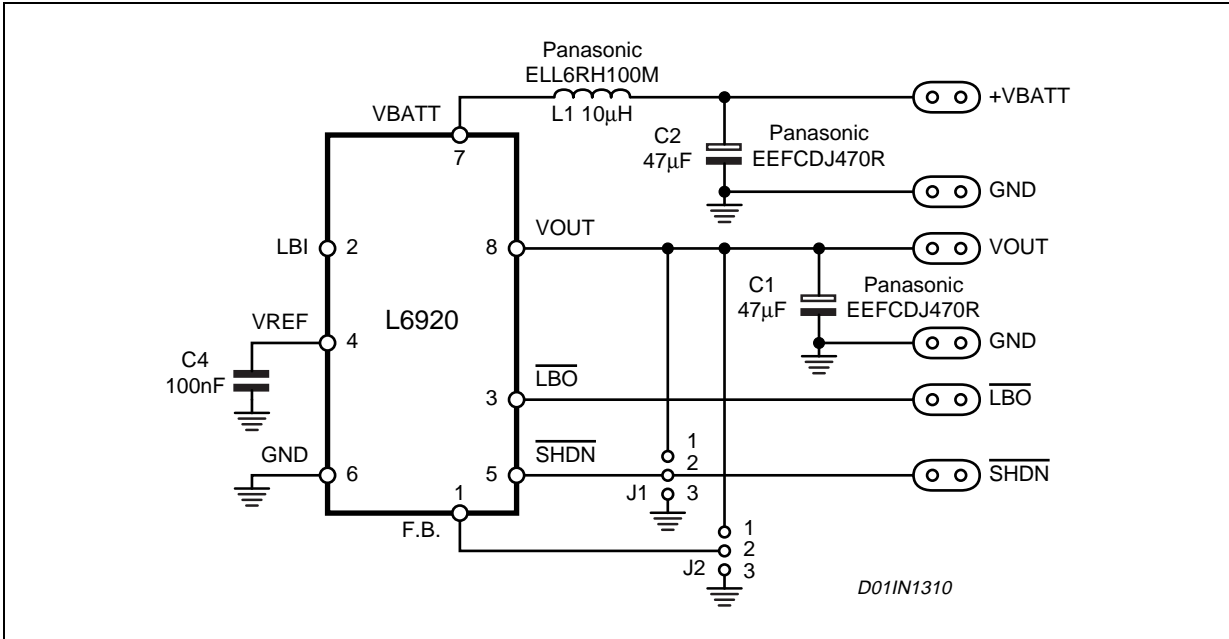 Panasonic
ELL6RH100M
L1 10μH
+VBATT
VBATT
7
C2
47μF
Panasonic
EEFCDJ470R
GND
LBI
2
8
VOUT
VOUT
C1
47μF
Panasonic
EEFCDJ470R
L6920
VREF
4
GND
C4
100nF
3
LBO
LBO
GND
6
5
SHDN
1
2
J1
3
SHDN
1
F.B.
1
2
J2
3
D01IN1310